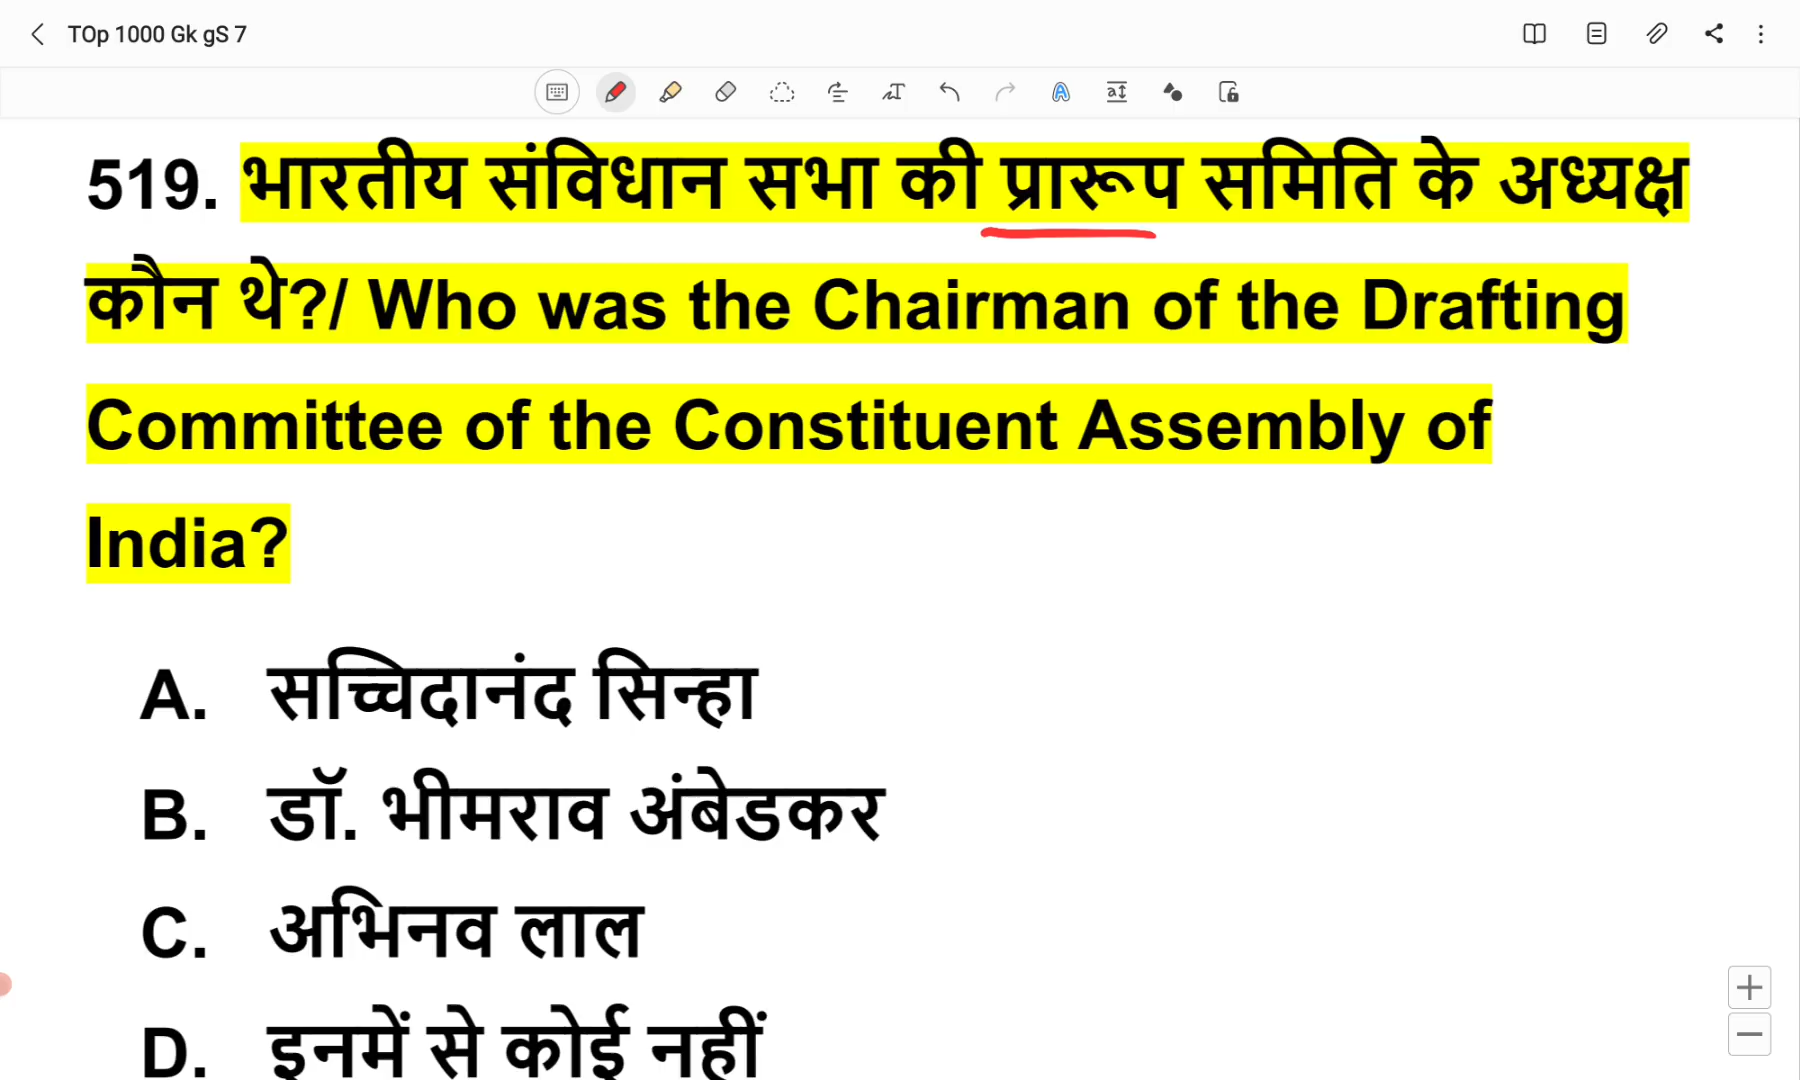 TOp 1000 Gk gS 7
519. भारतीय संविधान सभा की प्रारूप समिति के अध्यक्ष
कौन थे?/ Who was the Chairman of the Drafting
Committee of the Constituent Assembly of
India?
A. सच्चिदानंद सिन्हा
B. डॉ. भीमराव अंबेडकर
C. अभिनव लाल
D. इनमें से कोई नहीं